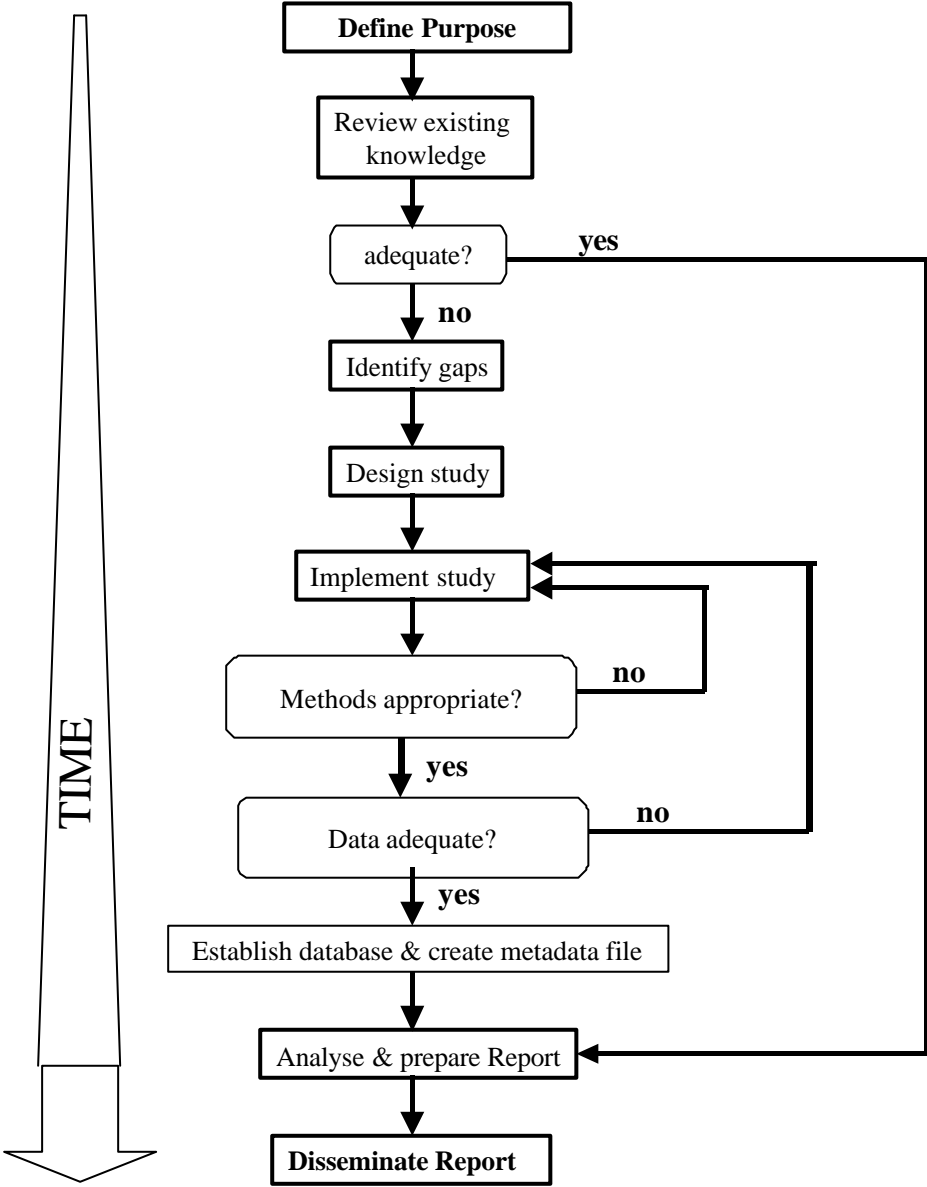 Define Purpose
Review existing
knowledge
adequate?
yes
no
Identify gaps
Design study
Implement study
Methods appropriate?
no
yes
Data adequate?
no
yes
Establish database & create metadata file
Analyse & prepare Report
Disseminate Report
TIME